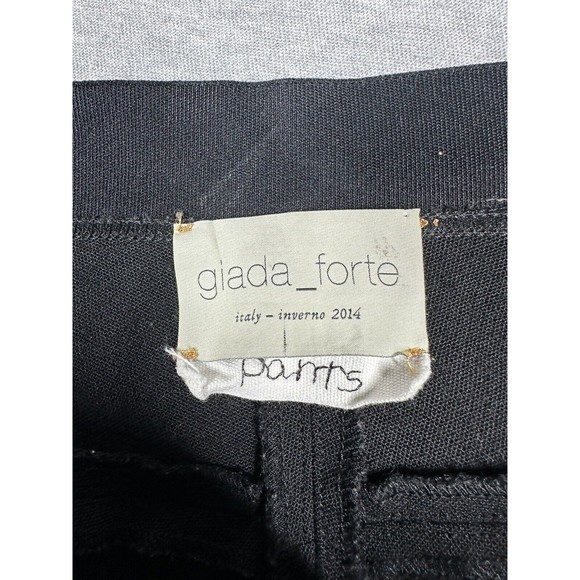 giada_forte
italy – inverno 2014
pants